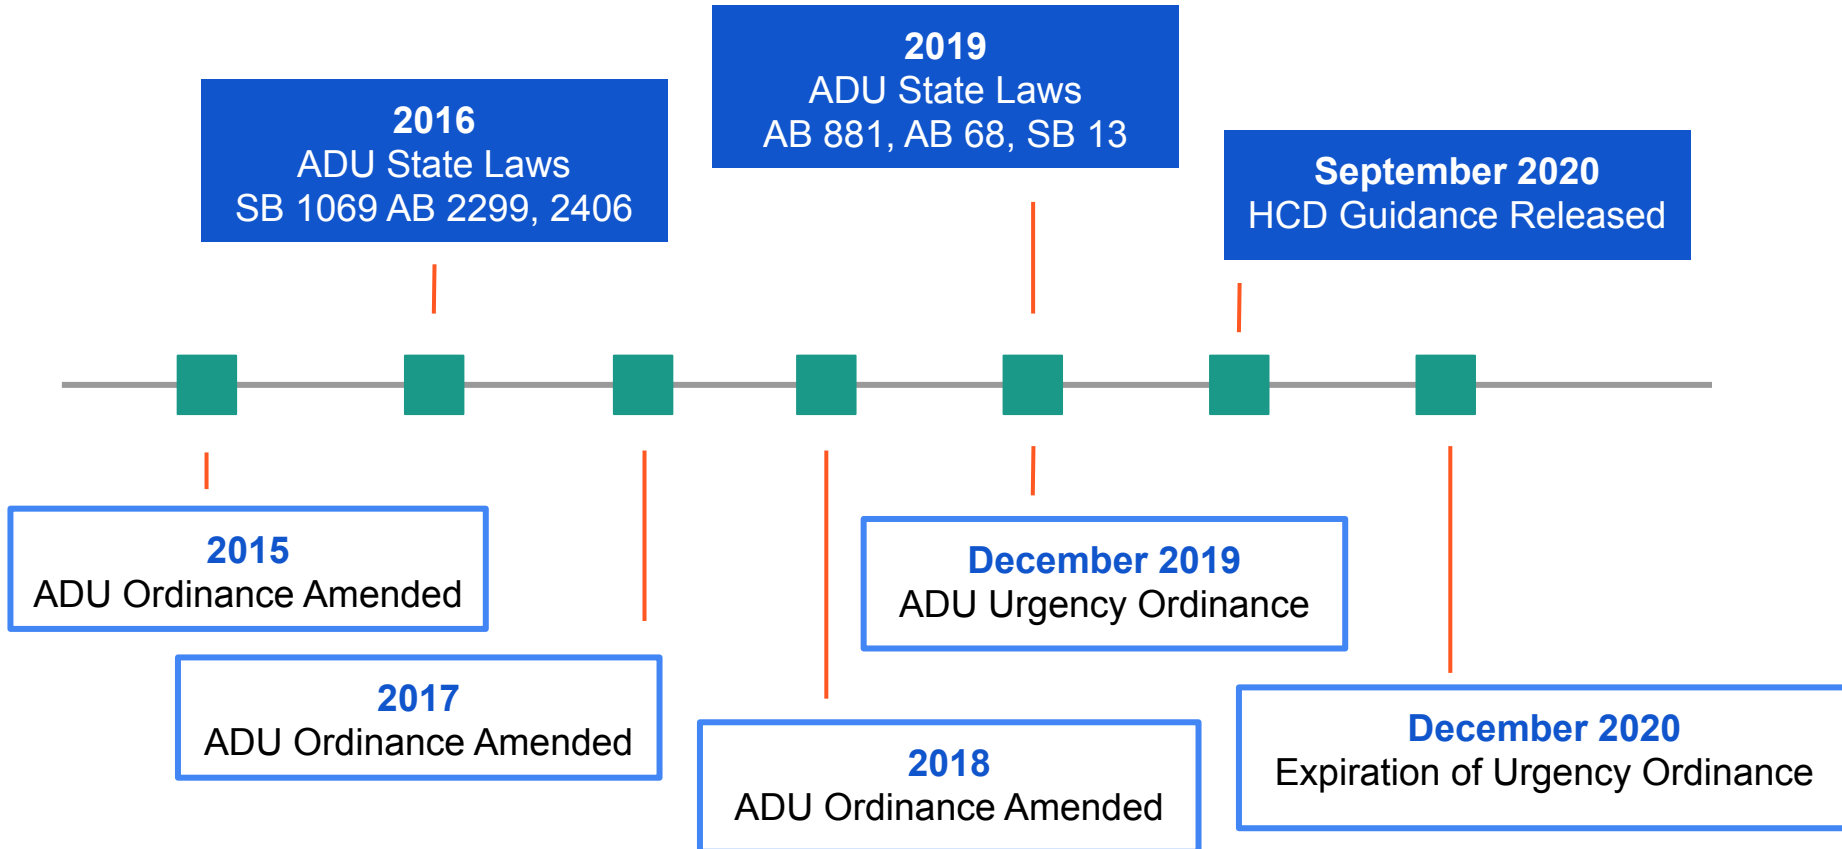 2016
ADU State Laws
SB 1069 AB 2299, 2406
2019
ADU State Laws
AB 881, AB 68, SB 13
September 2020
HCD Guidance Released
2015
ADU Ordinance Amended
2017
ADU Ordinance Amended
2018
ADU Ordinance Amended
December 2019
ADU Urgency Ordinance
December 2020
Expiration of Urgency Ordinance